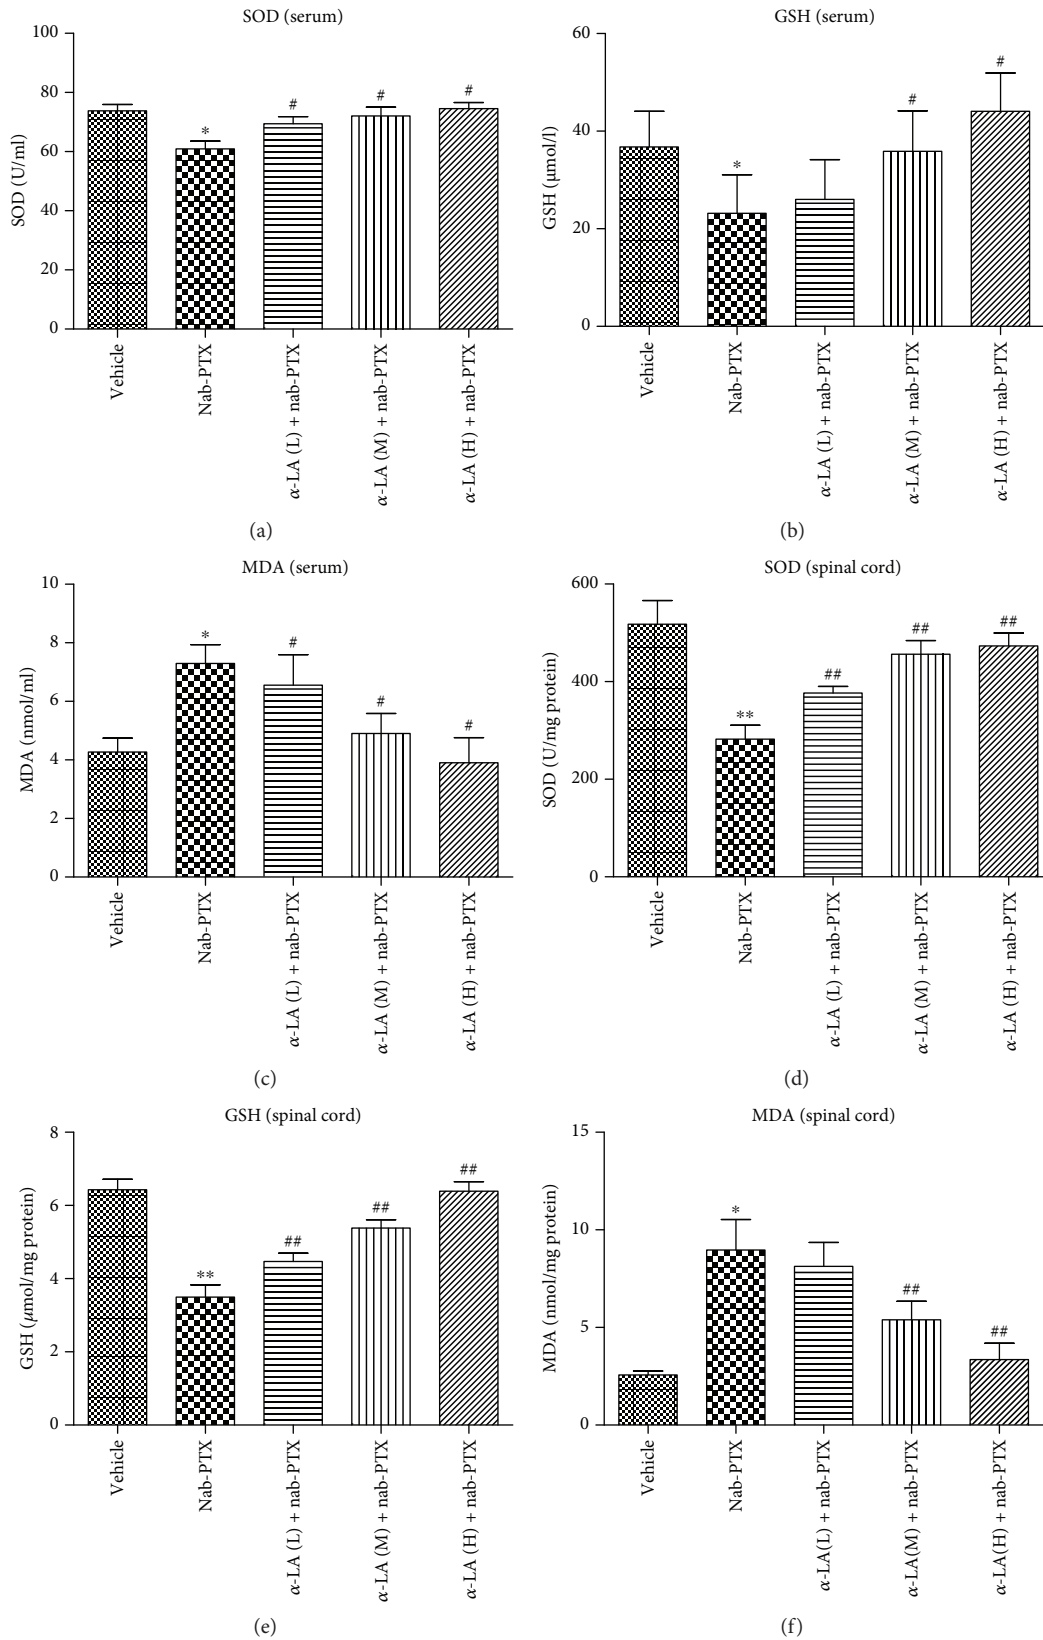 SOD (serum)
100
80
60
40
20
0
SOD (U/ml)
*
#
#
#
Vehicle
Nab-PTX
α-LA (L) + nab-PTX
α-LA (M) + nab-PTX
α-LA (H) + nab-PTX
(a)
GSH (serum)
60
40
20
0
GSH (μmol/l)
*
#
#
Vehicle
Nab-PTX
α-LA (L) + nab-PTX
α-LA (M) + nab-PTX
α-LA (H) + nab-PTX
(b)
MDA (serum)
10
8
6
4
2
0
MDA (nmol/ml)
*
#
#
#
Vehicle
Nab-PTX
α-LA (L) + nab-PTX
α-LA (M) + nab-PTX
α-LA (H) + nab-PTX
(c)
SOD (spinal cord)
600
400
200
0
SOD (U/mg protein)
**
##
##
##
Vehicle
Nab-PTX
α-LA (L) + nab-PTX
α-LA (M) + nab-PTX
α-LA (H) + nab-PTX
(d)
GSH (spinal cord)
8
6
4
2
0
GSH (μmol/mg protein)
**
##
##
##
Vehicle
Nab-PTX
α-LA (L) + nab-PTX
α-LA (M) + nab-PTX
α-LA (H) + nab-PTX
(e)
MDA (spinal cord)
15
10
5
0
MDA (nmol/mg protein)
*
##
##
Vehicle
Nab-PTX
α-LA(L) + nab-PTX
α-LA(M) + nab-PTX
α-LA(H) + nab-PTX
(f)